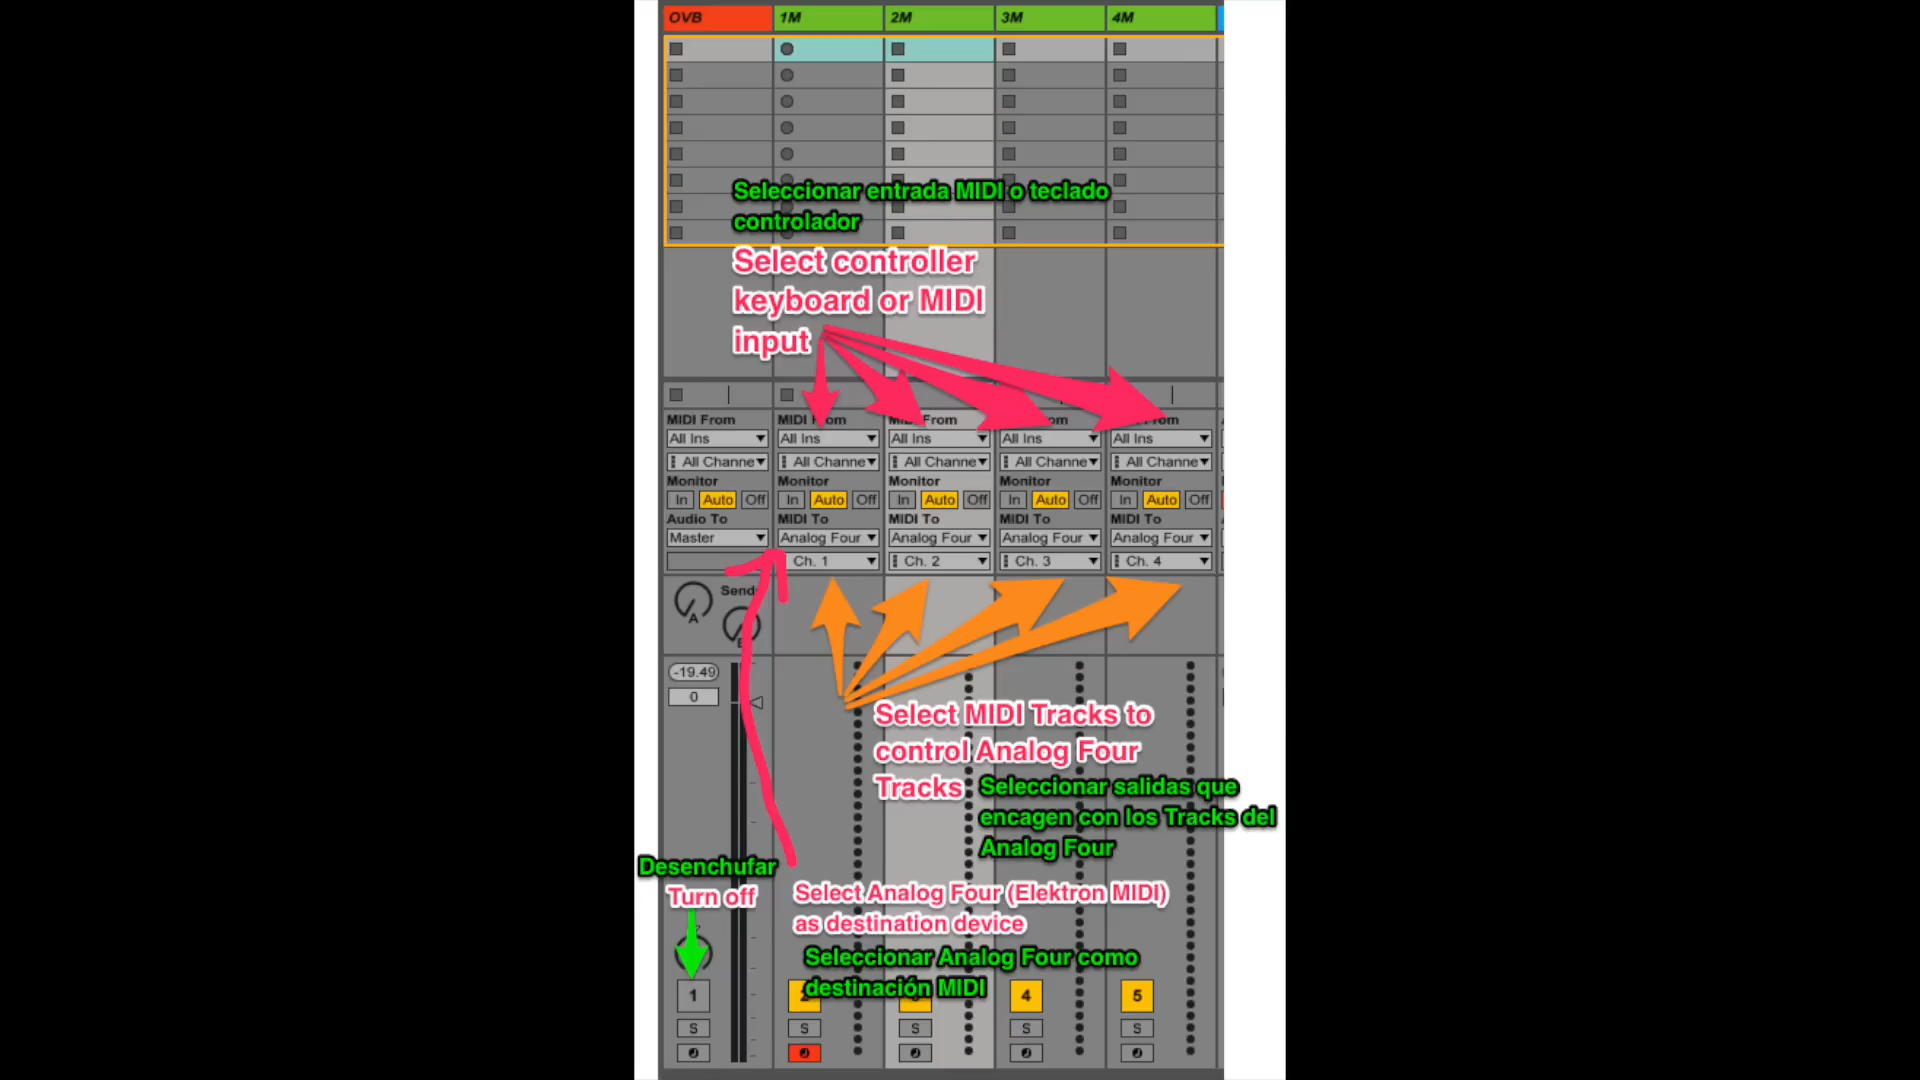 OVB 1M 2M 3M 4M
Seleccionar entrada MIDI o teclado
controlador
Select controller
keyboard or MIDI
input
MIDI From MIDI From MIDI From
All Ins All Ins All Ins All Ins All Ins
All Channe All Channe All Channe All Channe All Channe
Monitor Monitor Monitor Monitor Monitor
In Auto Off In Auto Off In Auto Off In Auto Off In Auto Off
Audio To MIDI To MIDI To MIDI To MIDI To
Master Analog Four Analog Four Analog Four Analog Four
Ch. 1 Ch. 2 Ch. 3 Ch. 4
Send
A
-19.49
0
Select MIDI Tracks to
control Analog Four
Tracks
Seleccionar salidas que
encagen con los Tracks del
Analog Four
Desenchufar
Turn off
Select Analog Four (Elektron MIDI)
as destination device
Seleccionar Analog Four como
destinación MIDI
1 2 3 4 5
S S S S S